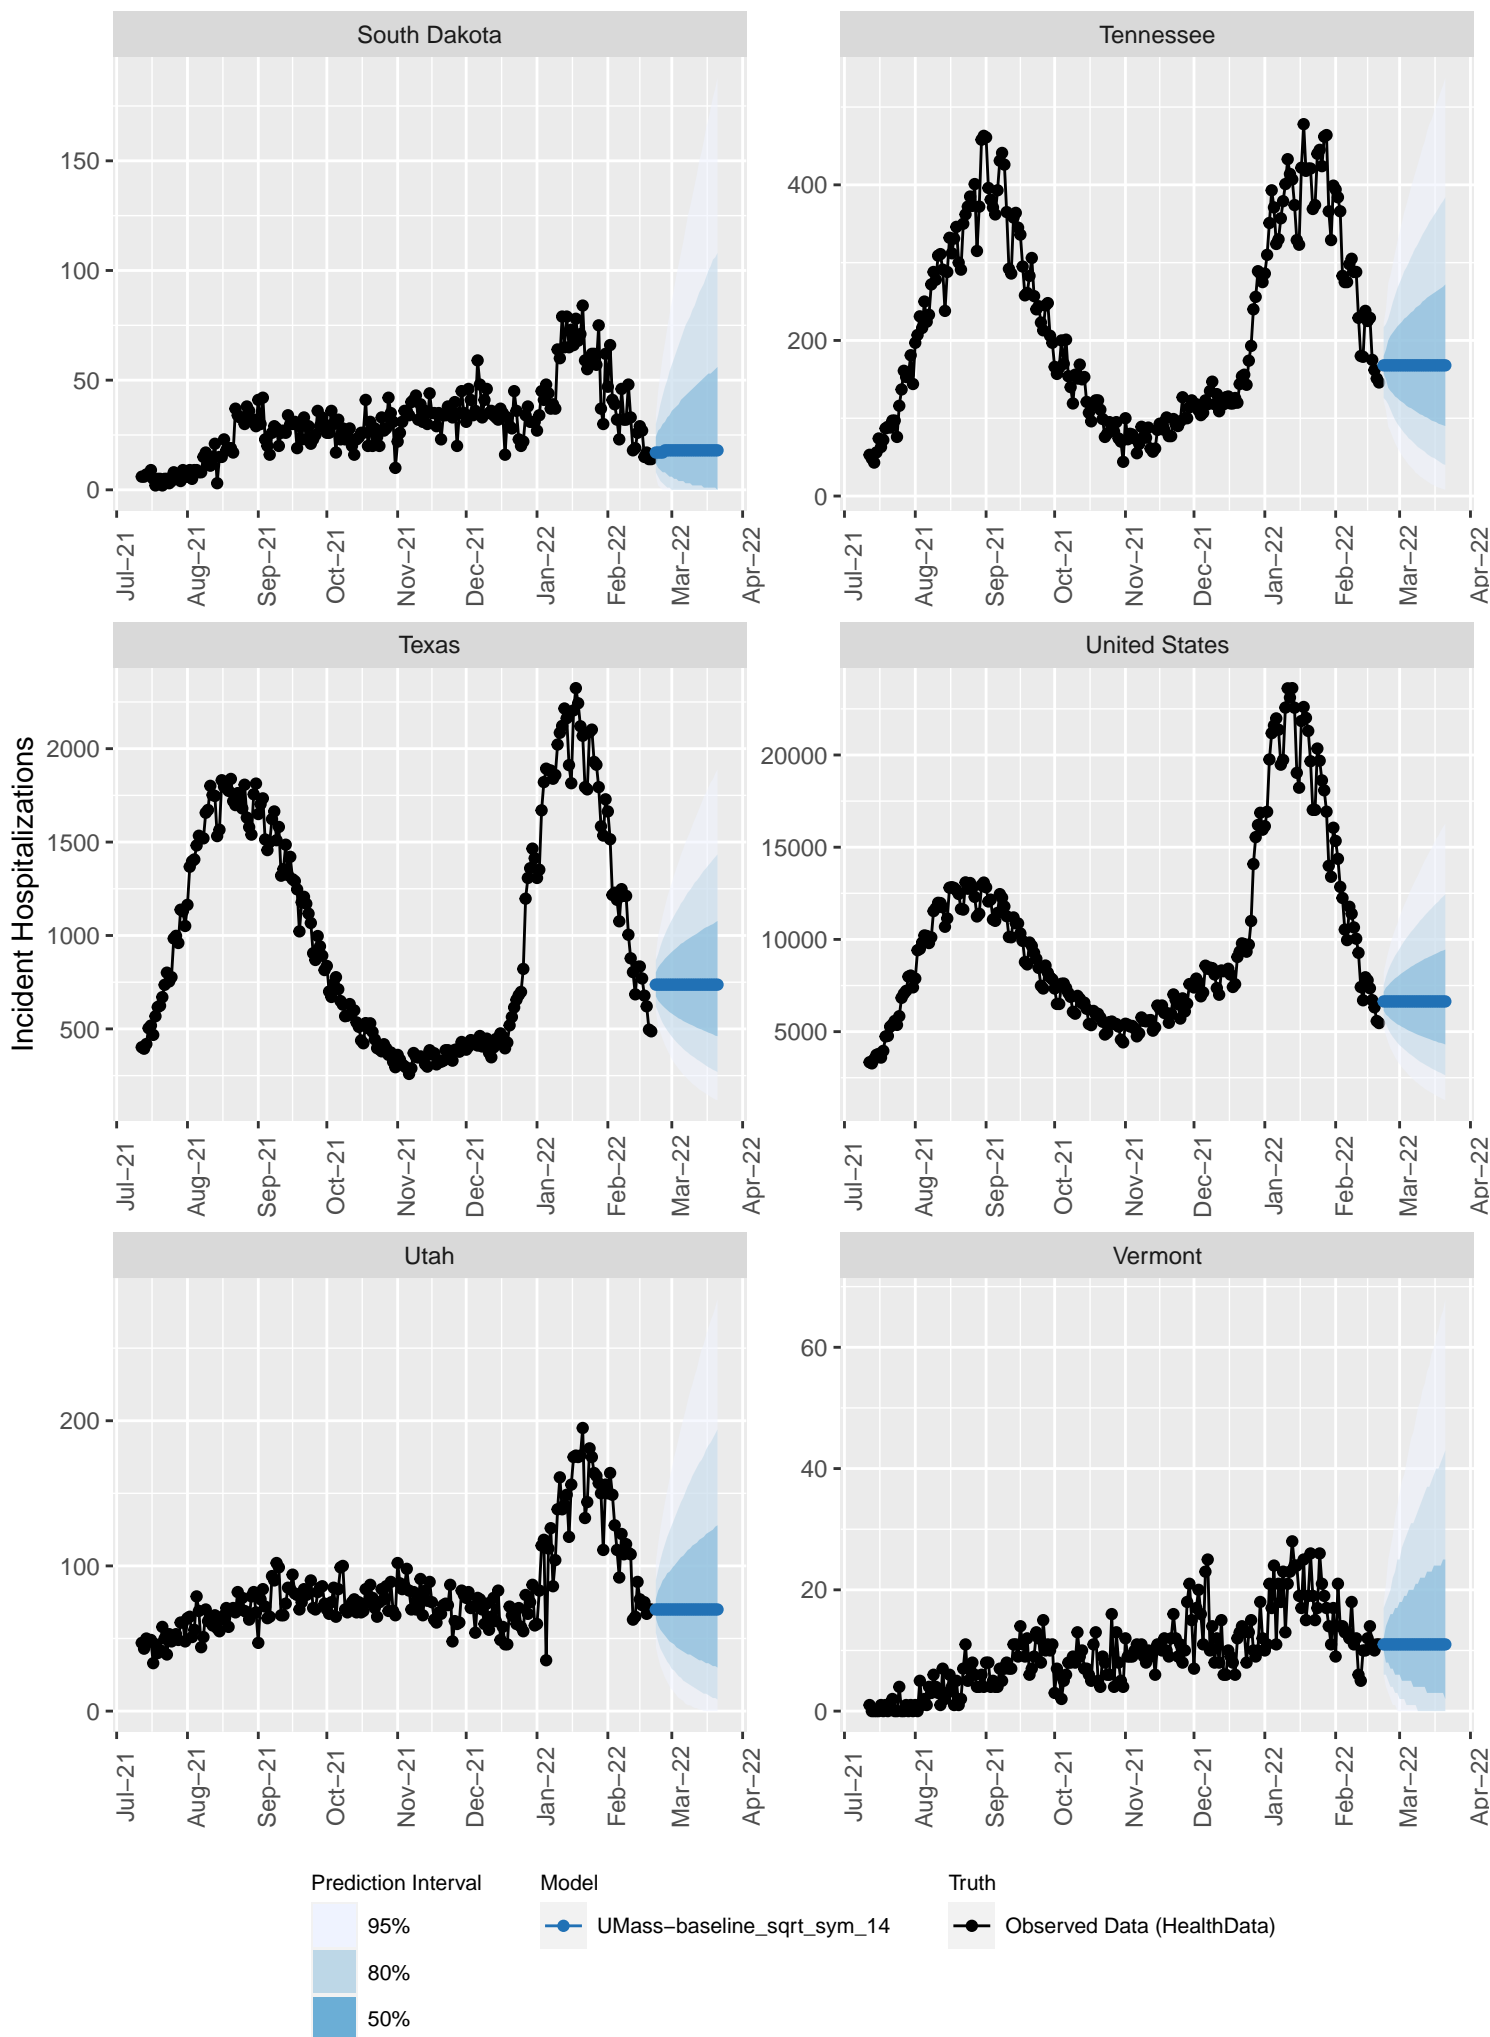 South Dakota
Tennessee
150
100
50
0
400
200
0
Jul−21
Aug−21
Sep−21
Oct−21
Nov−21
Dec−21
Jan−22
Feb−22
Mar−22
Apr−22
Jul−21
Aug−21
Sep−21
Oct−21
Nov−21
Dec−21
Jan−22
Feb−22
Mar−22
Apr−22
Texas
United States
Incident Hospitalizations
2000
1500
1000
500
20000
15000
10000
5000
Jul−21
Aug−21
Sep−21
Oct−21
Nov−21
Dec−21
Jan−22
Feb−22
Mar−22
Apr−22
Jul−21
Aug−21
Sep−21
Oct−21
Nov−21
Dec−21
Jan−22
Feb−22
Mar−22
Apr−22
Utah
Vermont
200
100
0
60
40
20
0
Jul−21
Aug−21
Sep−21
Oct−21
Nov−21
Dec−21
Jan−22
Feb−22
Mar−22
Apr−22
Jul−21
Aug−21
Sep−21
Oct−21
Nov−21
Dec−21
Jan−22
Feb−22
Mar−22
Apr−22
Prediction Interval
95%
80%
50%
Model
UMass−baseline_sqrt_sym_14
Truth
Observed Data (HealthData)